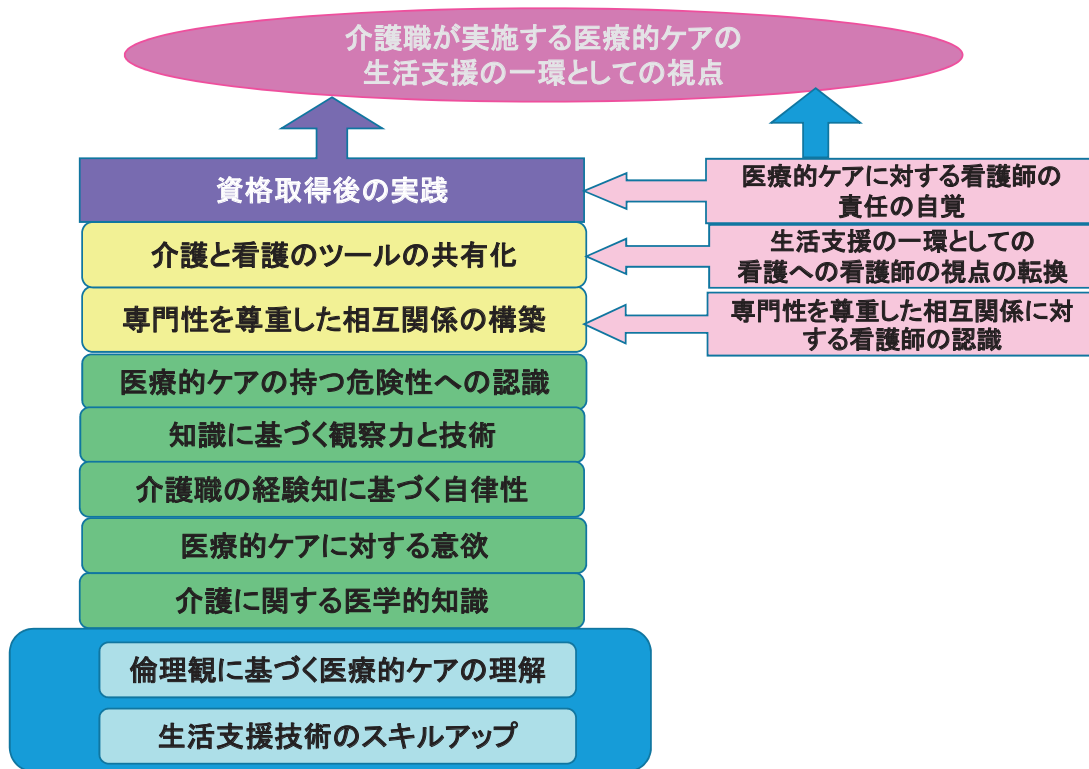 介護職が実施する医療的ケアの
生活支援の一環としての視点
資格取得後の実践
医療的ケアに対する看護師の
責任の自覚
介護と看護のツールの共有化
生活支援の一環としての
看護への看護師の視点の転換
専門性を尊重した相互関係の構築
専門性を尊重した相互関係に対
する看護師の認識
医療的ケアの持つ危険性への認識
知識に基づく観察力と技術
介護職の経験知に基づく自律性
医療的ケアに対する意欲
介護に関する医学的知識
倫理観に基づく医療的ケアの理解
生活支援技術のスキルアップ